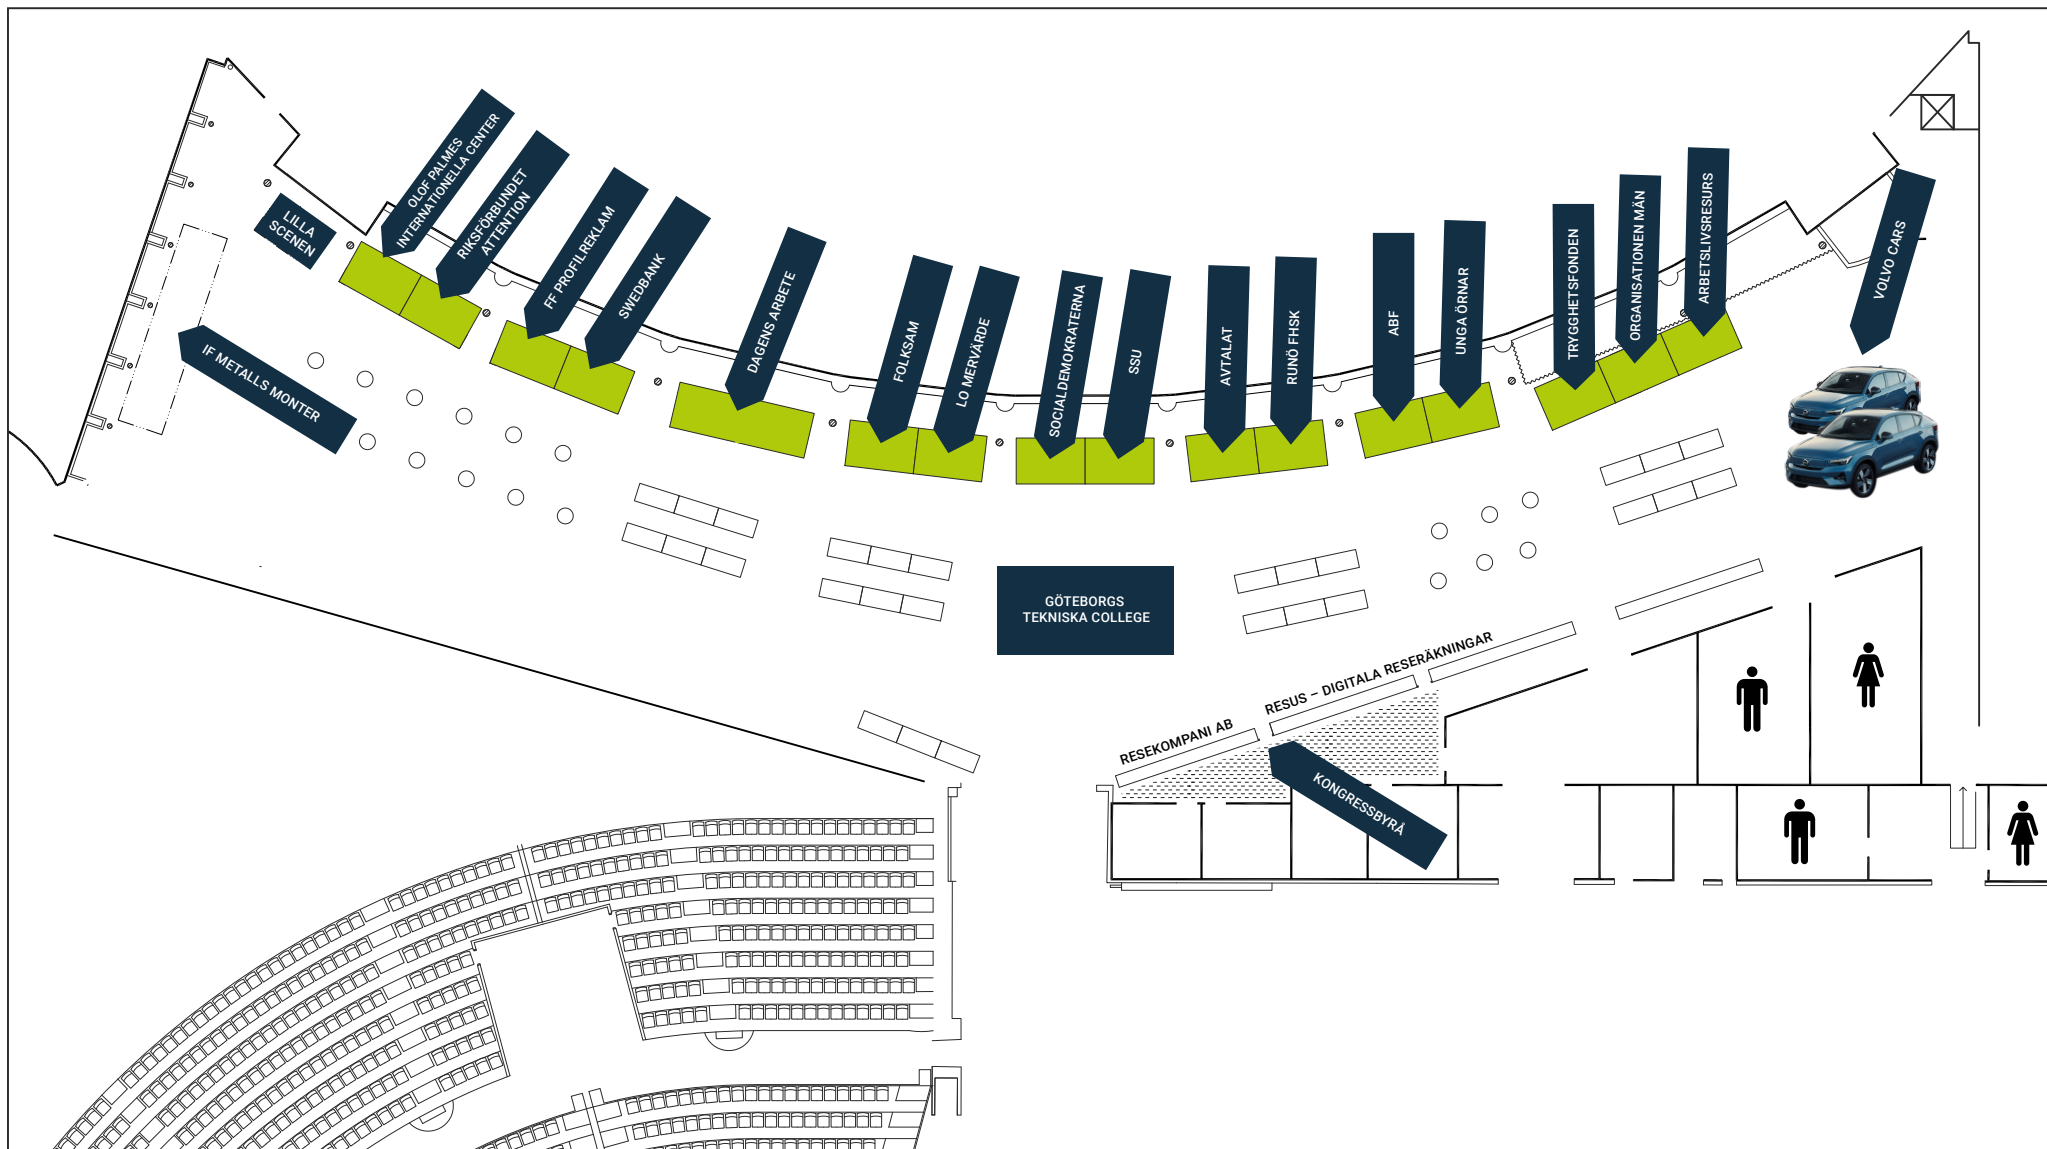 OLOF PALMES
INTERNATIONELLA CENTER
RIKSFÖRBUNDET
ATTENTION
FF PROFILREKLAM
SWEDBANK
DAGENS ARBETE
FOLKSAM
LO MERVÄRDE
SOCIALDEMOKRATERNA
SSU
AVTALAT
RUNÖ FHSK
ABF
UNGA ÖRNAR
TRYGGHETSFONDEN
ORGANISATIONEN MÄN
ARBETSLIVSRESURS
VOLVO CARS
LILLA
SCENEN
IF METALLS MONTER
GÖTEBORGS
TEKNISKA COLLEGE
RESUS – DIGITALA RESERÄKNINGAR
RESEKOMPANI AB
KONGRESSBYRÅ